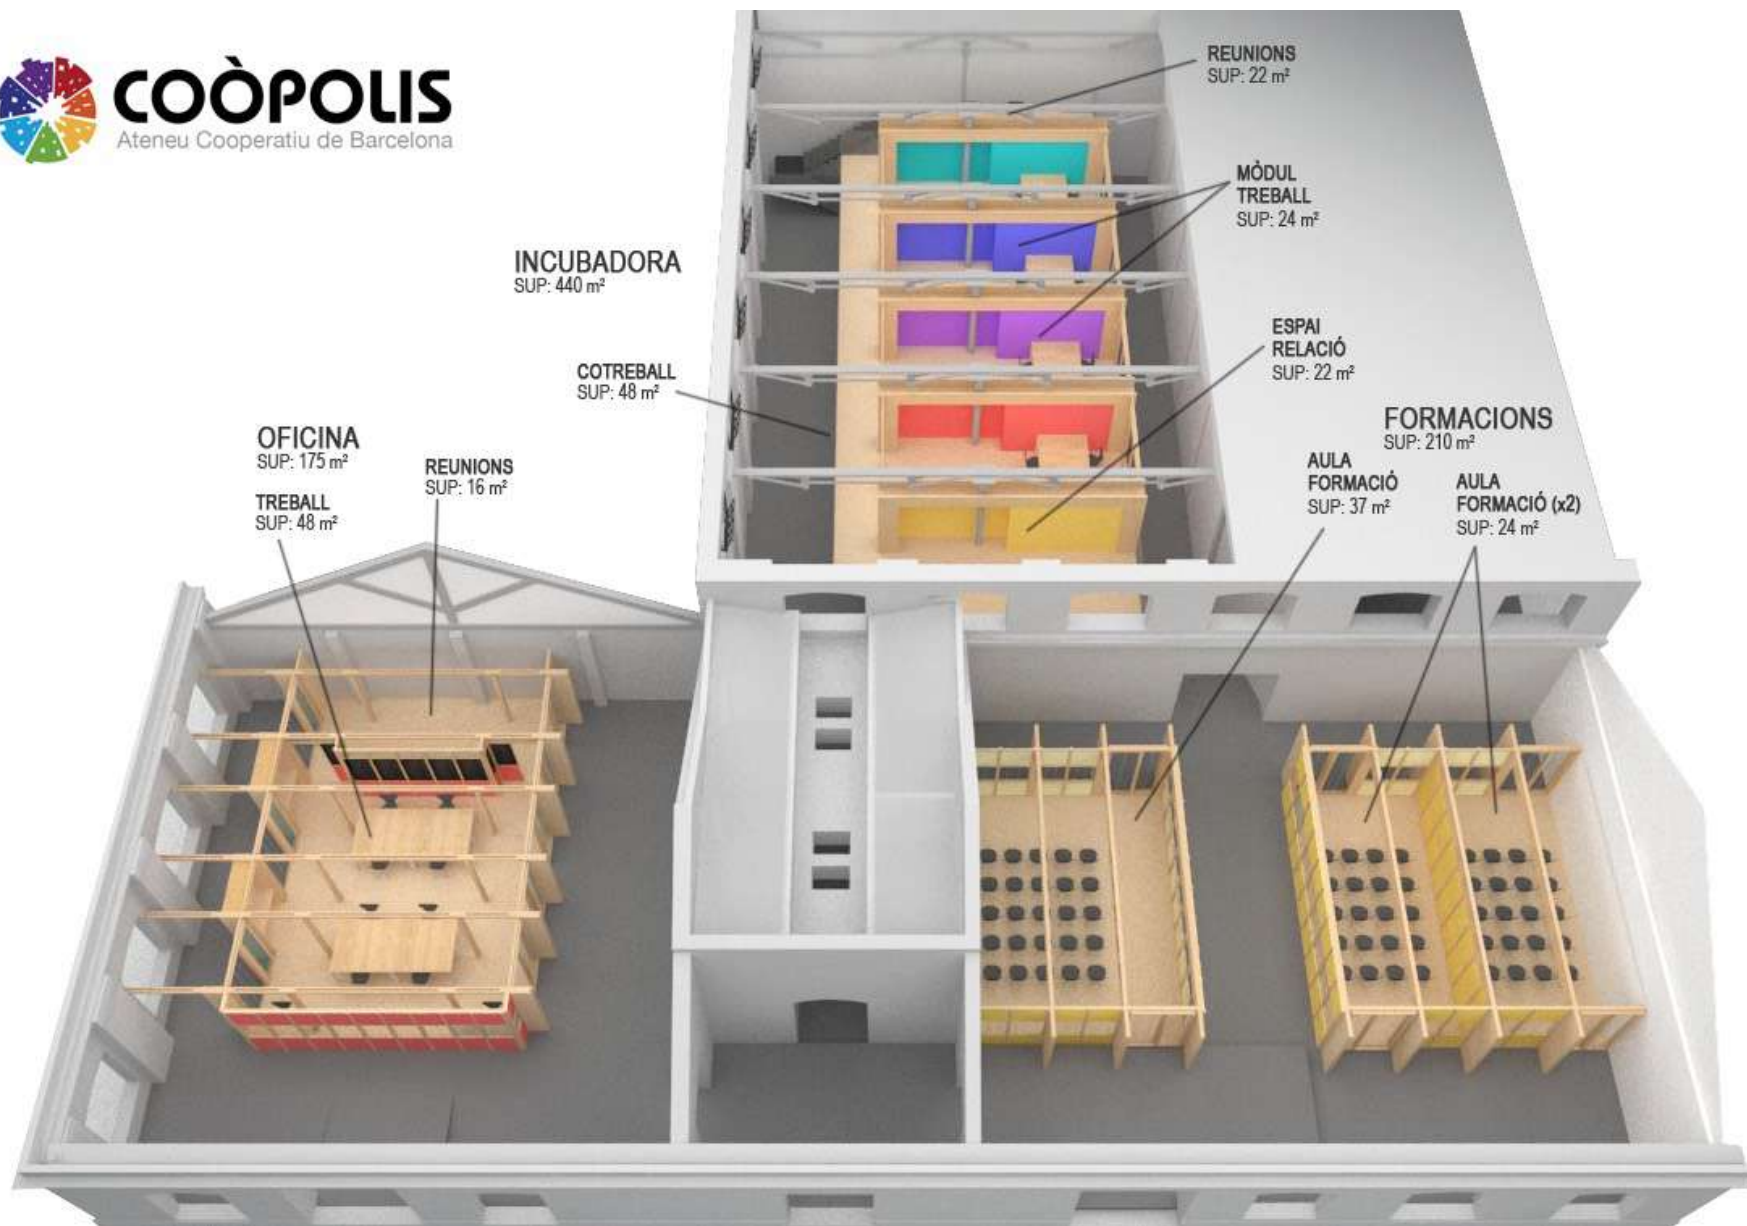 COÒPOLIS
Ateneu Cooperatiu de Barcelona
REUNIONS
SUP: 22 m²
MÒDUL
TREBALL
SUP: 24 m²
INCUBADORA
SUP: 440 m²
ESPAI
RELACIÓ
SUP: 22 m²
COTREBALL
SUP: 48 m²
FORMACIONS
SUP: 210 m²
OFICINA
SUP: 175 m²
REUNIONS
SUP: 16 m²
TREBALL
SUP: 48 m²
AULA
FORMACIÓ
SUP: 37 m²
AULA
FORMACIÓ (x2)
SUP: 24 m²